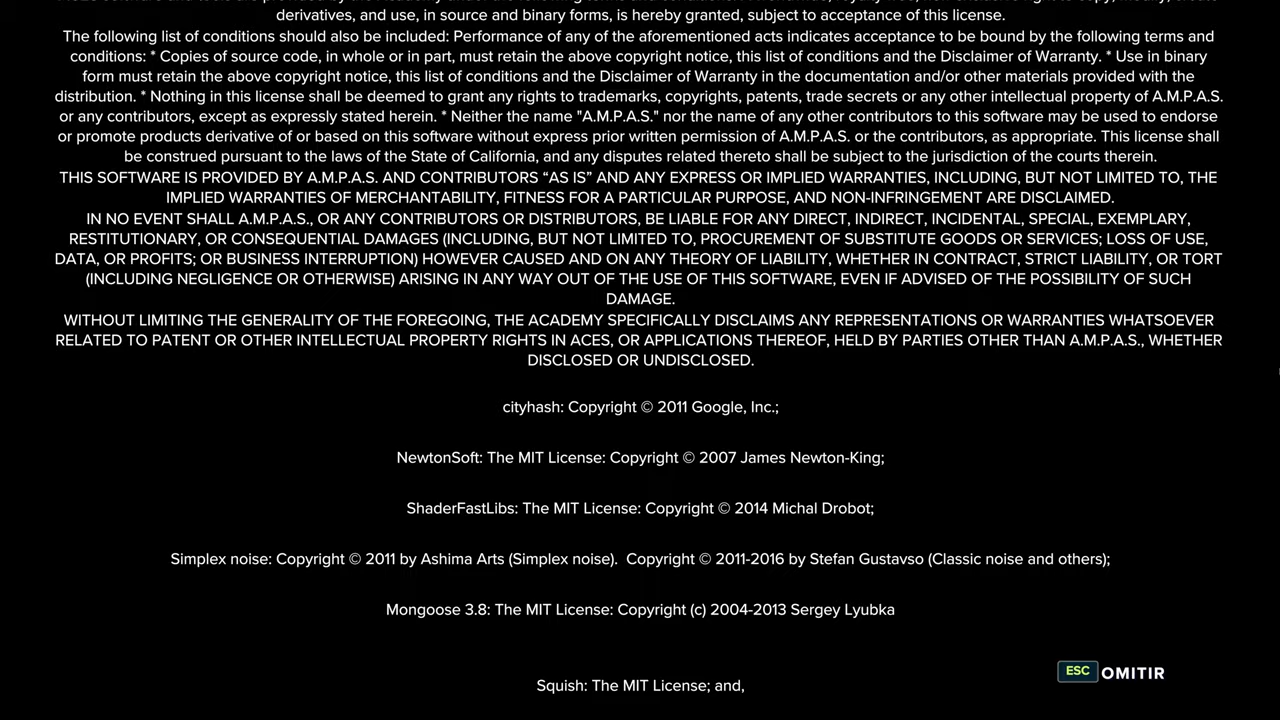 derivatives, and use, in source and binary forms, is hereby granted, subject to acceptance of this license.
The following list of conditions should also be included: Performance of any of the aforementioned acts indicates acceptance to be bound by the following terms and
conditions: * Copies of source code, in whole or in part, must retain the above copyright notice, this list of conditions and the Disclaimer of Warranty. * Use in binary
form must retain the above copyright notice, this list of conditions and the Disclaimer of Warranty in the documentation and/or other materials provided with the
distribution. * Nothing in this license shall be deemed to grant any rights to trademarks, copyrights, patents, trade secrets or any other intellectual property of A.M.P.A.S.
or any contributors, except as expressly stated herein. * Neither the name "A.M.P.A.S." nor the name of any other contributors to this software may be used to endorse
or promote products derivative of or based on this software without express prior written permission of A.M.P.A.S. or the contributors, as appropriate. This license shall
be construed pursuant to the laws of the State of California, and any disputes related thereto shall be subject to the jurisdiction of the courts therein.
THIS SOFTWARE IS PROVIDED BY A.M.P.A.S. AND CONTRIBUTORS “AS IS” AND ANY EXPRESS OR IMPLIED WARRANTIES, INCLUDING, BUT NOT LIMITED TO, THE
IMPLIED WARRANTIES OF MERCHANTABILITY, FITNESS FOR A PARTICULAR PURPOSE, AND NON-INFRINGEMENT ARE DISCLAIMED.
IN NO EVENT SHALL A.M.P.A.S., OR ANY CONTRIBUTORS OR DISTRIBUTORS, BE LIABLE FOR ANY DIRECT, INDIRECT, INCIDENTAL, SPECIAL, EXEMPLARY,
RESTITUTIONARY, OR CONSEQUENTIAL DAMAGES (INCLUDING, BUT NOT LIMITED TO, PROCUREMENT OF SUBSTITUTE GOODS OR SERVICES; LOSS OF USE,
DATA, OR PROFITS; OR BUSINESS INTERRUPTION) HOWEVER CAUSED AND ON ANY THEORY OF LIABILITY, WHETHER IN CONTRACT, STRICT LIABILITY, OR TORT
(INCLUDING NEGLIGENCE OR OTHERWISE) ARISING IN ANY WAY OUT OF THE USE OF THIS SOFTWARE, EVEN IF ADVISED OF THE POSSIBILITY OF SUCH
DAMAGE.
WITHOUT LIMITING THE GENERALITY OF THE FOREGOING, THE ACADEMY SPECIFICALLY DISCLAIMS ANY REPRESENTATIONS OR WARRANTIES WHATSOEVER
RELATED TO PATENT OR OTHER INTELLECTUAL PROPERTY RIGHTS IN ACES, OR APPLICATIONS THEREOF, HELD BY PARTIES OTHER THAN A.M.P.A.S., WHETHER
DISCLOSED OR UNDISCLOSED.
cityhash: Copyright © 2011 Google, Inc.;
NewtonSoft: The MIT License: Copyright © 2007 James Newton-King;
ShaderFastLibs: The MIT License: Copyright © 2014 Michal Drobot;
Simplex noise: Copyright © 2011 by Ashima Arts (Simplex noise).  Copyright © 2011-2016 by Stefan Gustavso (Classic noise and others);
Mongoose 3.8: The MIT License: Copyright (c) 2004-2013 Sergey Lyubka
ESC OMITIR
Squish: The MIT License; and,